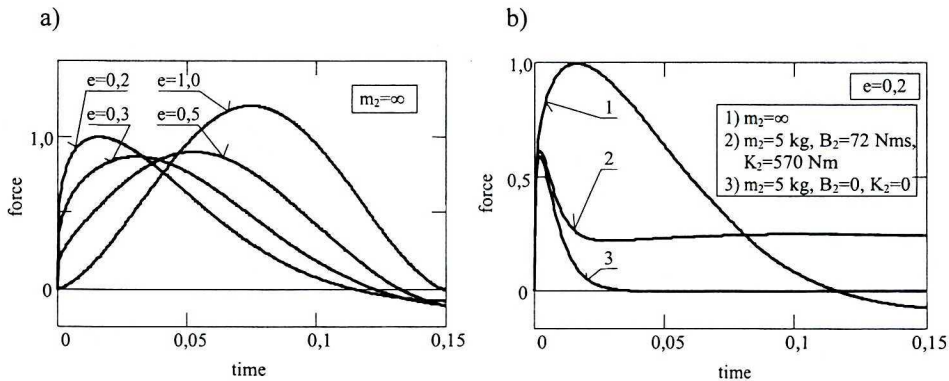 a)
e=0,2
e=1,0
m₂=∞
e=0,3
e=0,5
1,0
0
force
0
0,05
0,1
0,15
time
b)
1,0
e=0,2
1
1) m₂=∞
2) m₂=5 kg, B₂=72 Nms,
K₂=570 Nm
3) m₂=5 kg, B₂=0, K₂=0
2
0,5
3
0
force
0
0,05
0,1
0,15
time